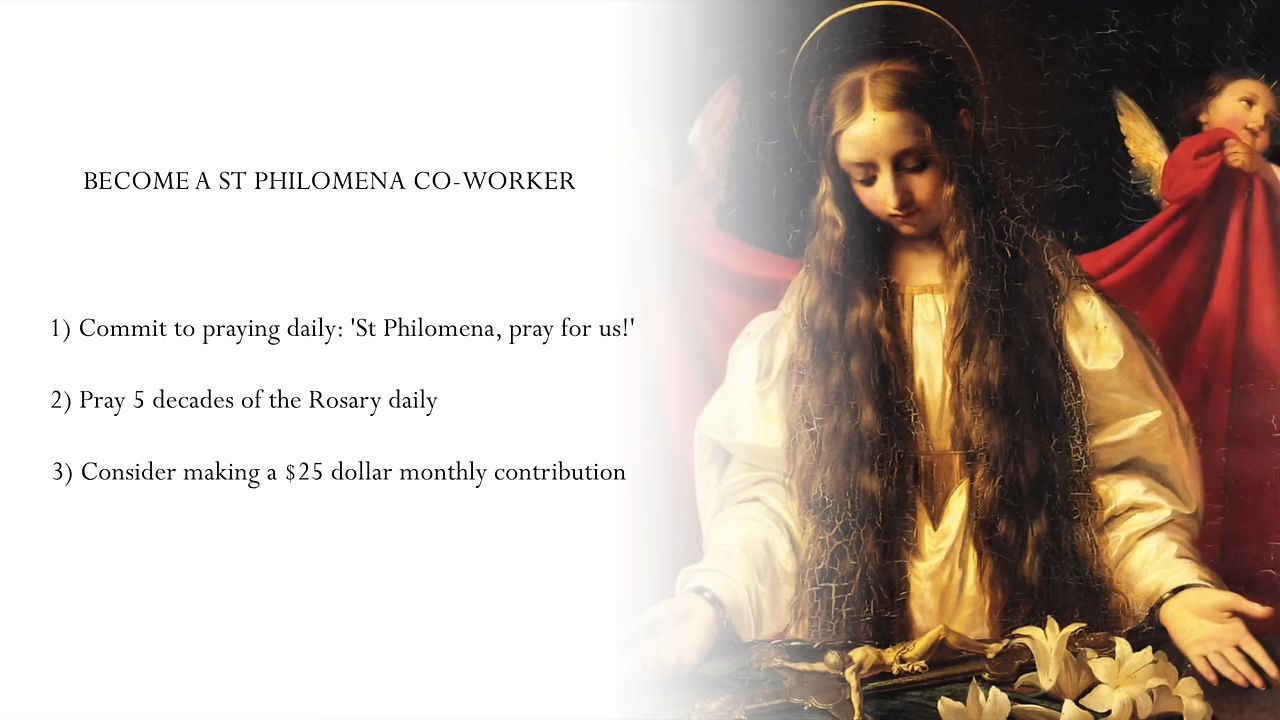 BECOME A ST PHILOMENA CO-WORKER
1) Commit to praying daily: 'St Philomena, pray for us!'
2) Pray 5 decades of the Rosary daily
3) Consider making a $25 dollar monthly contribution